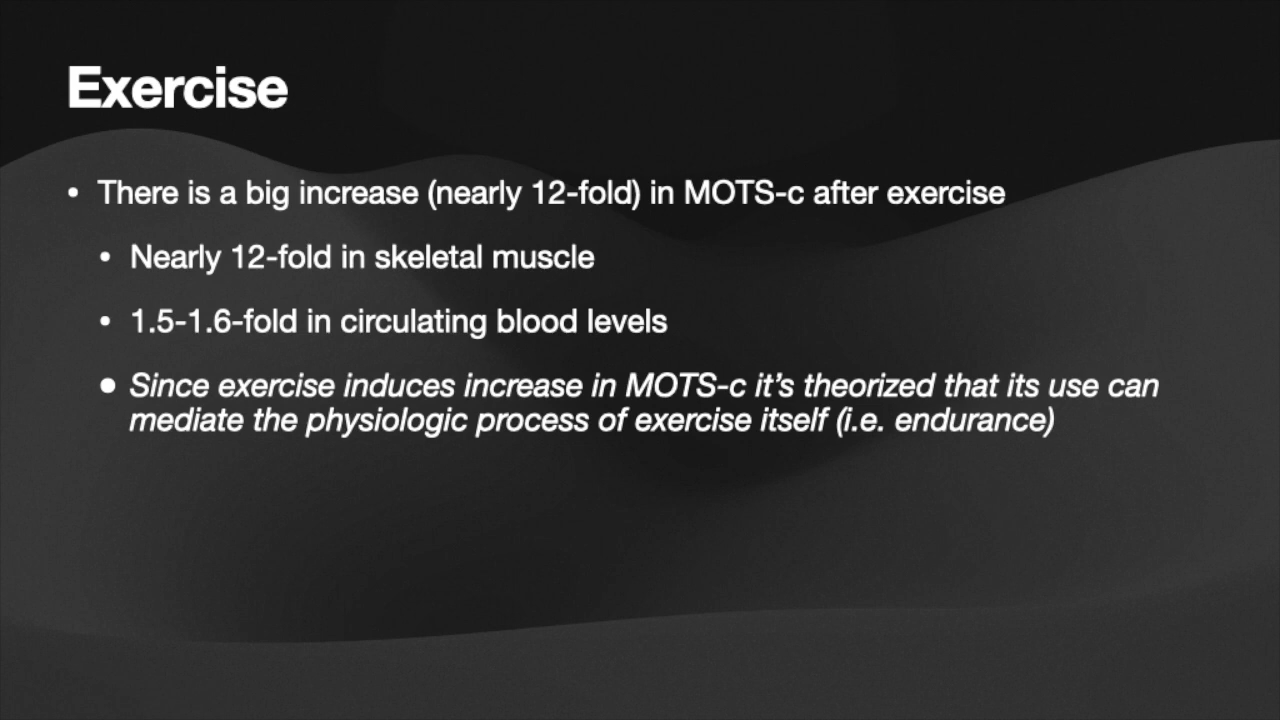 Exercise
• There is a big increase (nearly 12-fold) in MOTS-c after exercise
• Nearly 12-fold in skeletal muscle
• 1.5-1.6-fold in circulating blood levels
• Since exercise induces increase in MOTS-c it’s theorized that its use can
mediate the physiologic process of exercise itself (i.e. endurance)